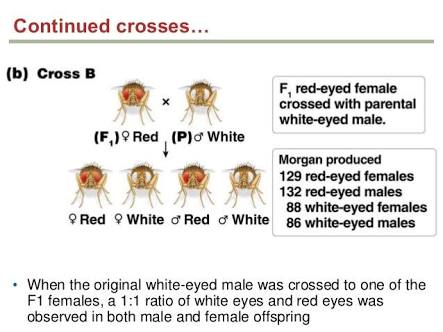 Continued crosses…
(b) Cross B
F1 red-eyed female
crossed with parental
white-eyed male.
×
(F1)♀ Red (P)♂ White
Morgan produced
129 red-eyed females
132 red-eyed males
88 white-eyed females
86 white-eyed males
♀ Red ♀ White ♂ Red ♂ White
• When the original white-eyed male was crossed to one of the
F1 females, a 1:1 ratio of white eyes and red eyes was
observed in both male and female offspring